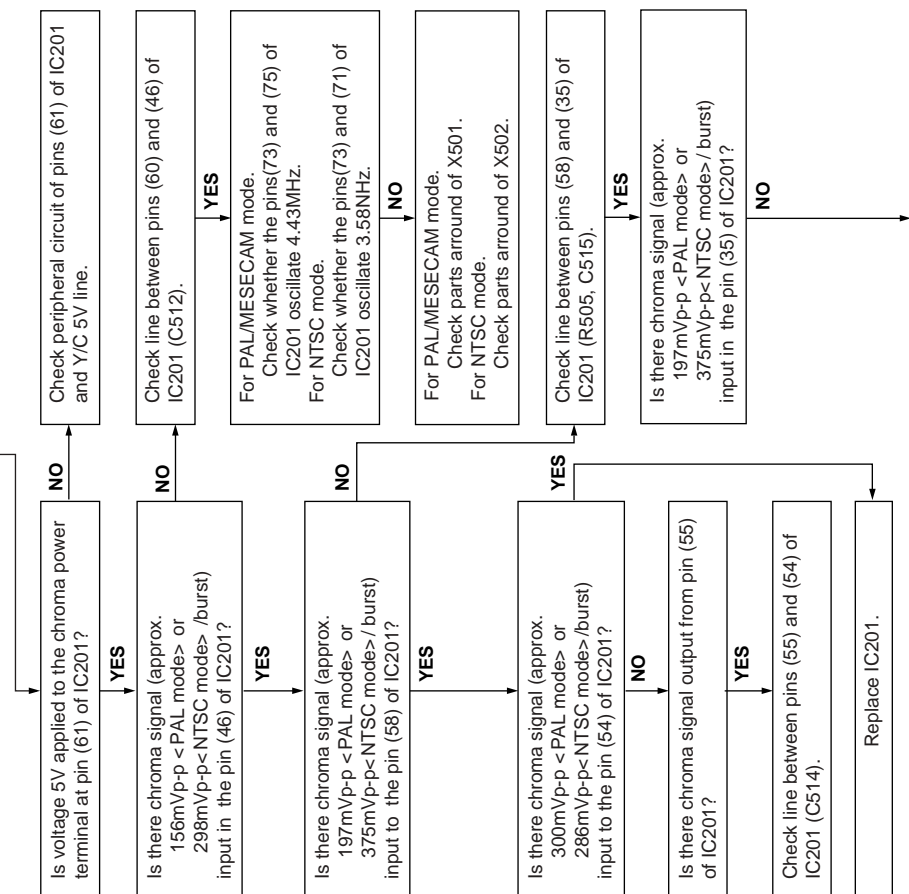 Is voltage 5V applied to the chroma power
terminal at pin (61) of IC201?
NO
Check peripheral circuit of pins (61) of IC201
and Y/C 5V line.
YES
Is there chroma signal (approx.
156mVp-p < PAL mode> or
298mVp-p<NTSC mode> /burst)
input in the pin (46) of IC201?
NO
Check line between pins (60) and (46) of
IC201 (C512).
YES
For PAL/MESECAM mode.
Check whether the pins(73) and (75) of
IC201 oscillate 4.43MHz.
For NTSC mode.
Check whether the pins(73) and (71) of
IC201 oscillate 3.58NHz.
NO
For PAL/MESECAM mode.
Check parts arround of X501.
For NTSC mode.
Check parts arround of X502.
YES
Is there chroma signal (approx.
197mVp-p <PAL mode> or
375mVp-p<NTSC mode>/ burst)
input to the pin (58) of IC201?
NO
Check line between pins (58) and (35) of
IC201 (R505, C515).
YES
Is there chroma signal (approx.
197mVp-p <PAL mode> or
375mVp-p<NTSC mode>/ burst)
input in the pin (35) of IC201?
NO
YES
Is there chroma signal (approx.
300mVp-p <PAL mode> or
286mVp-p<NTSC mode>/ burst)
input to the pin (54) of IC201?
YES
NO
Is there chroma signal output from pin (55)
of IC201?
YES
Check line between pins (55) and (54) of
IC201 (C514).
Replace IC201.